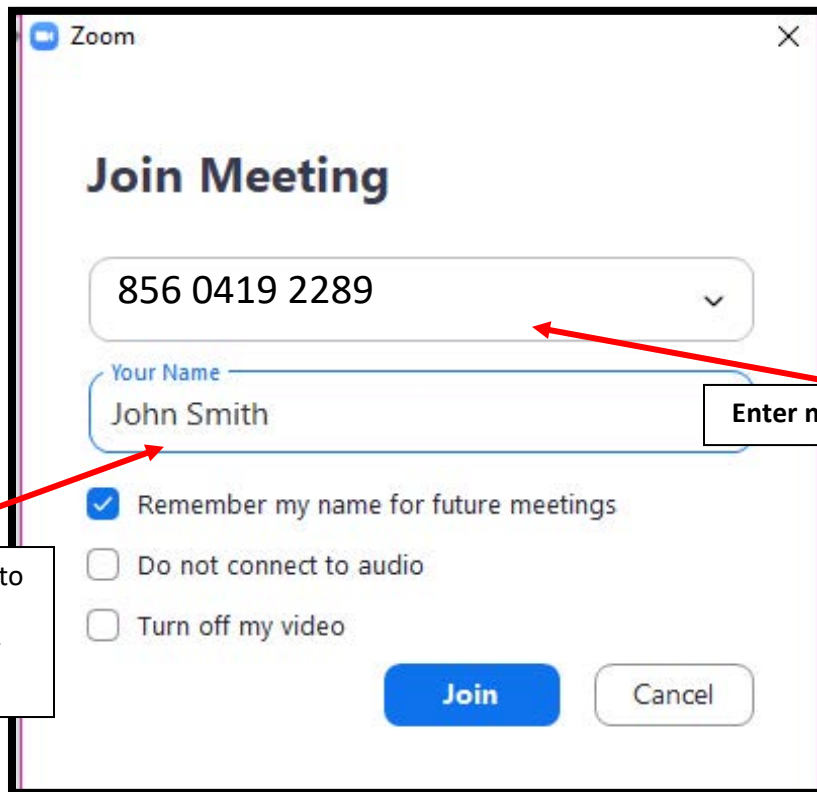 Zoom
Join Meeting
856 0419 2289
Your Name
John Smith
Enter
Remember my name for future meetings
to
Do not connect to audio
Turn off my video
Join
Cancel